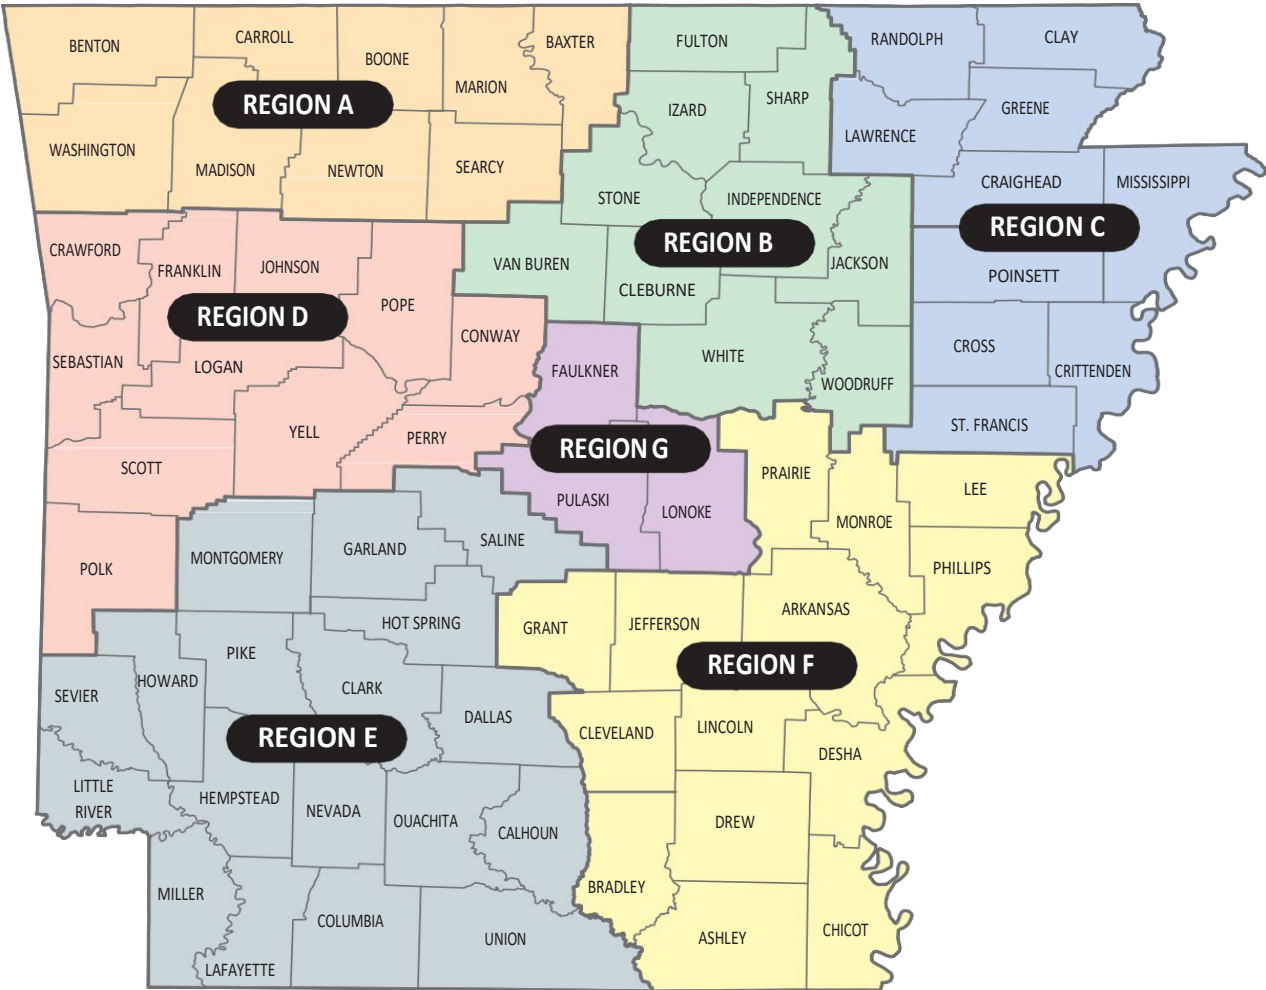 BENTON
CARROLL
BOONE
MARION
BAXTER
REGION A
WASHINGTON
MADISON
NEWTON
SEARCY
FULTON
IZARD
SHARP
STONE
INDEPENDENCE
REGION B
VAN BUREN
CLEBURNE
JACKSON
WHITE
WOODRUFF
RANDOLPH
CLAY
GREENE
LAWRENCE
CRAIGHEAD
MISSISSIPPI
REGION C
POINSETT
CROSS
CRITTENDEN
ST. FRANCIS
CRAWFORD
FRANKLIN
JOHNSON
POPE
REGION D
CONWAY
SEBASTIAN
LOGAN
YELL
PERRY
SCOTT
POLK
FAULKNER
REGION G
PULASKI
LONOKE
MONTGOMERY
GARLAND
SALINE
HOT SPRING
PIKE
HOWARD
SEVIER
CLARK
DALLAS
REGION E
LITTLE
RIVER
HEMPSTEAD
NEVADA
OUACHITA
CALHOUN
MILLER
LAFAYETTE
COLUMBIA
UNION
PRAIRIE
MONROE
LEE
PHILLIPS
ARKANSAS
GRANT
JEFFERSON
REGION F
CLEVELAND
LINCOLN
DESHA
DREW
BRADLEY
ASHLEY
CHICOT